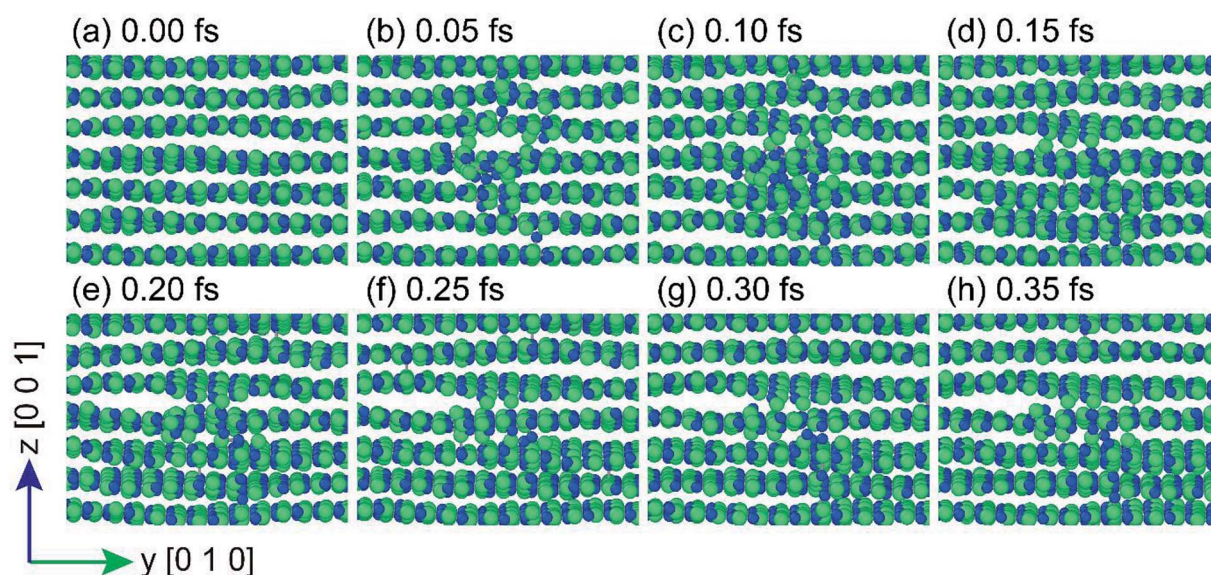 (a) 0.00 fs
(b) 0.05 fs
(c) 0.10 fs
(d) 0.15 fs
(e) 0.20 fs
(f) 0.25 fs
(g) 0.30 fs
(h) 0.35 fs
z [0 0 1]
y [0 1 0]